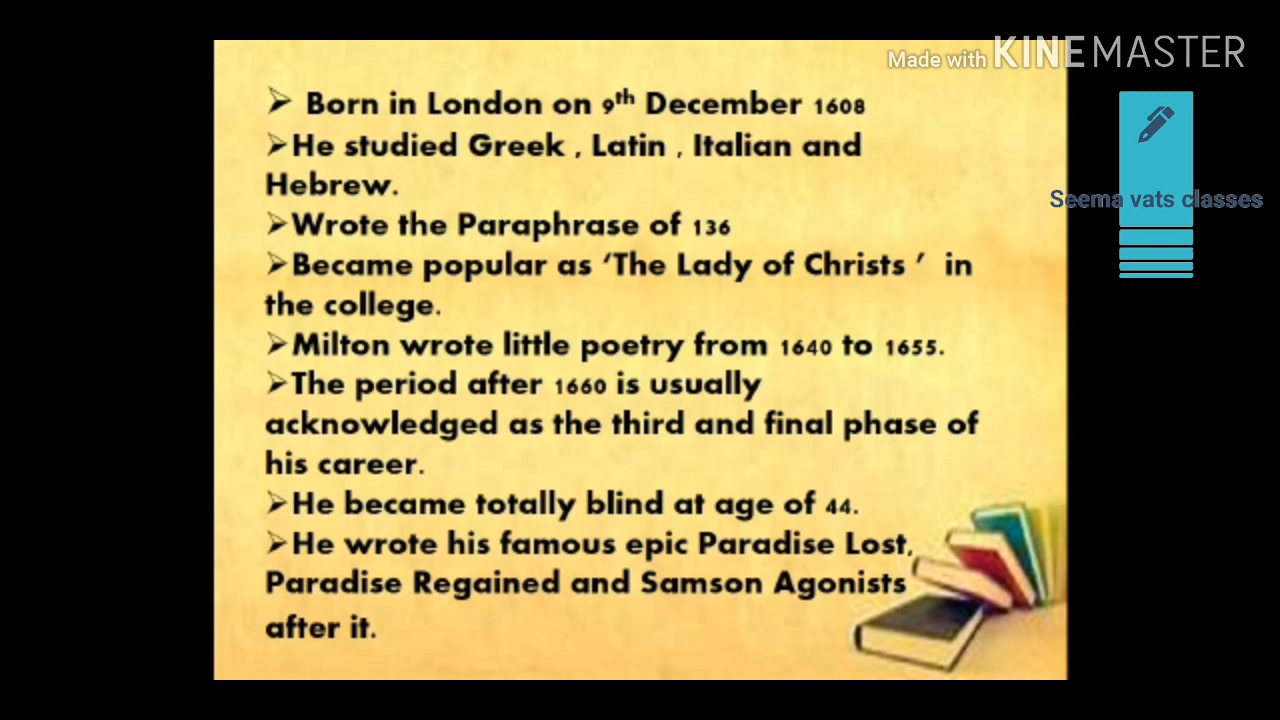 Made with KINEMASTER
➢ Born in London on 9th December 1608
➢He studied Greek , Latin , Italian and
Hebrew.
➢Wrote the Paraphrase of 136
➢Became popular as ‘The Lady of Christs ’ in
the college.
➢Milton wrote little poetry from 1640 to 1655.
➢The period after 1660 is usually
acknowledged as the third and final phase of
his career.
➢He became totally blind at age of 44.
➢He wrote his famous epic Paradise Lost,
Paradise Regained and Samson Agonists
after it.
Seema vats classes